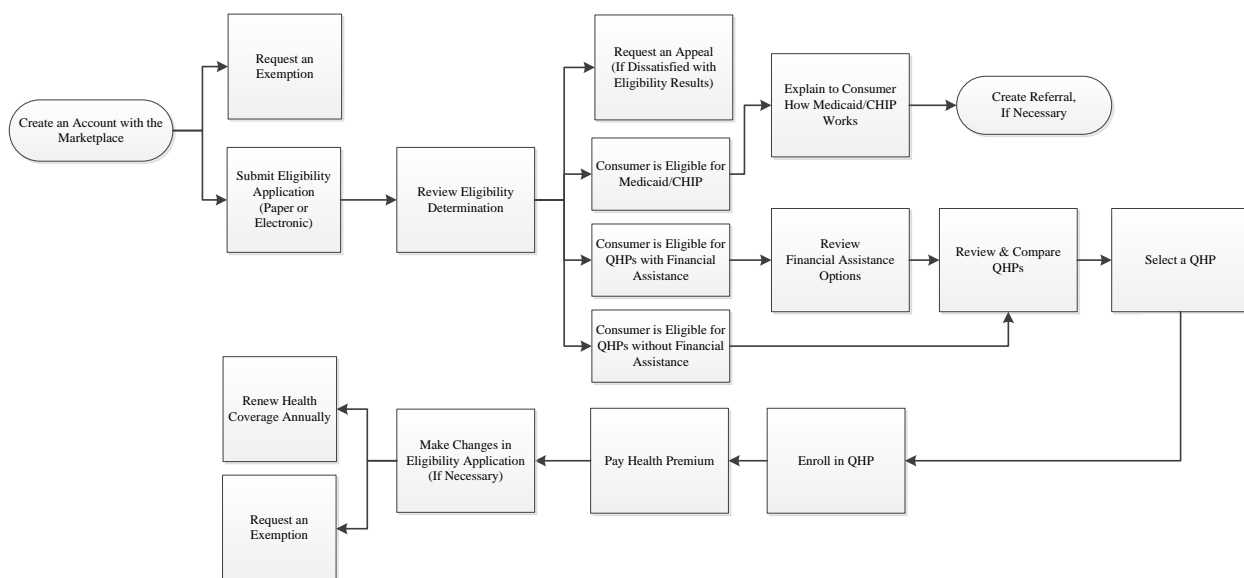 Request an
Exemption
Create an Account with the
Marketplace
Submit Eligibility
Application
(Paper or
Electronic)
Review Eligibility
Determination
Request an Appeal
(If Dissatisfied with
Eligibility Results)
Consumer is Eligible for
Medicaid/CHIP
Explain to Consumer
How Medicaid/CHIP
Works
Create Referral,
If Necessary
Consumer is Eligible for
QHPs with Financial
Assistance
Review
Financial Assistance
Options
Review & Compare
QHPs
Select a QHP
Consumer is Eligible for
QHPs without Financial
Assistance
Enroll in QHP
Pay Health Premium
Make Changes in
Eligibility Application
(If Necessary)
Renew Health
Coverage Annually
Request an
Exemption